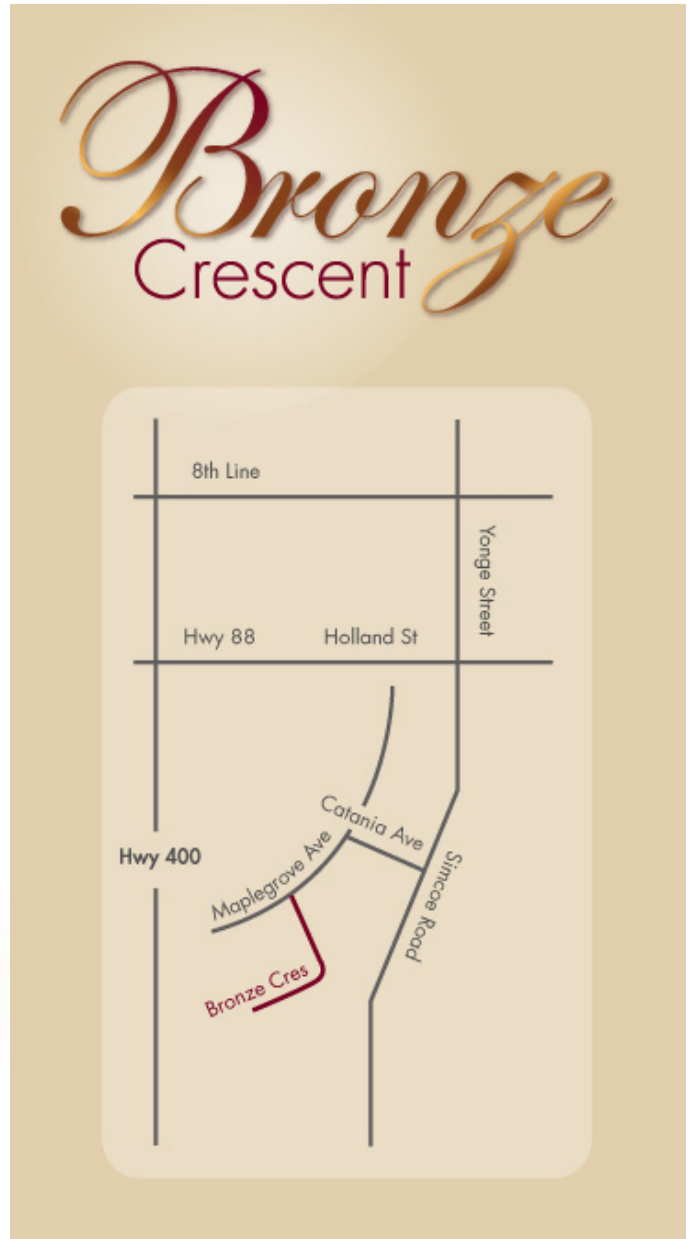 Bronze
Crescent
8th Line
Yonge Street
Hwy 88
Holland St
Catania Ave
Hwy 400
Maplegrove Ave
Simcoe Road
Bronze Cres